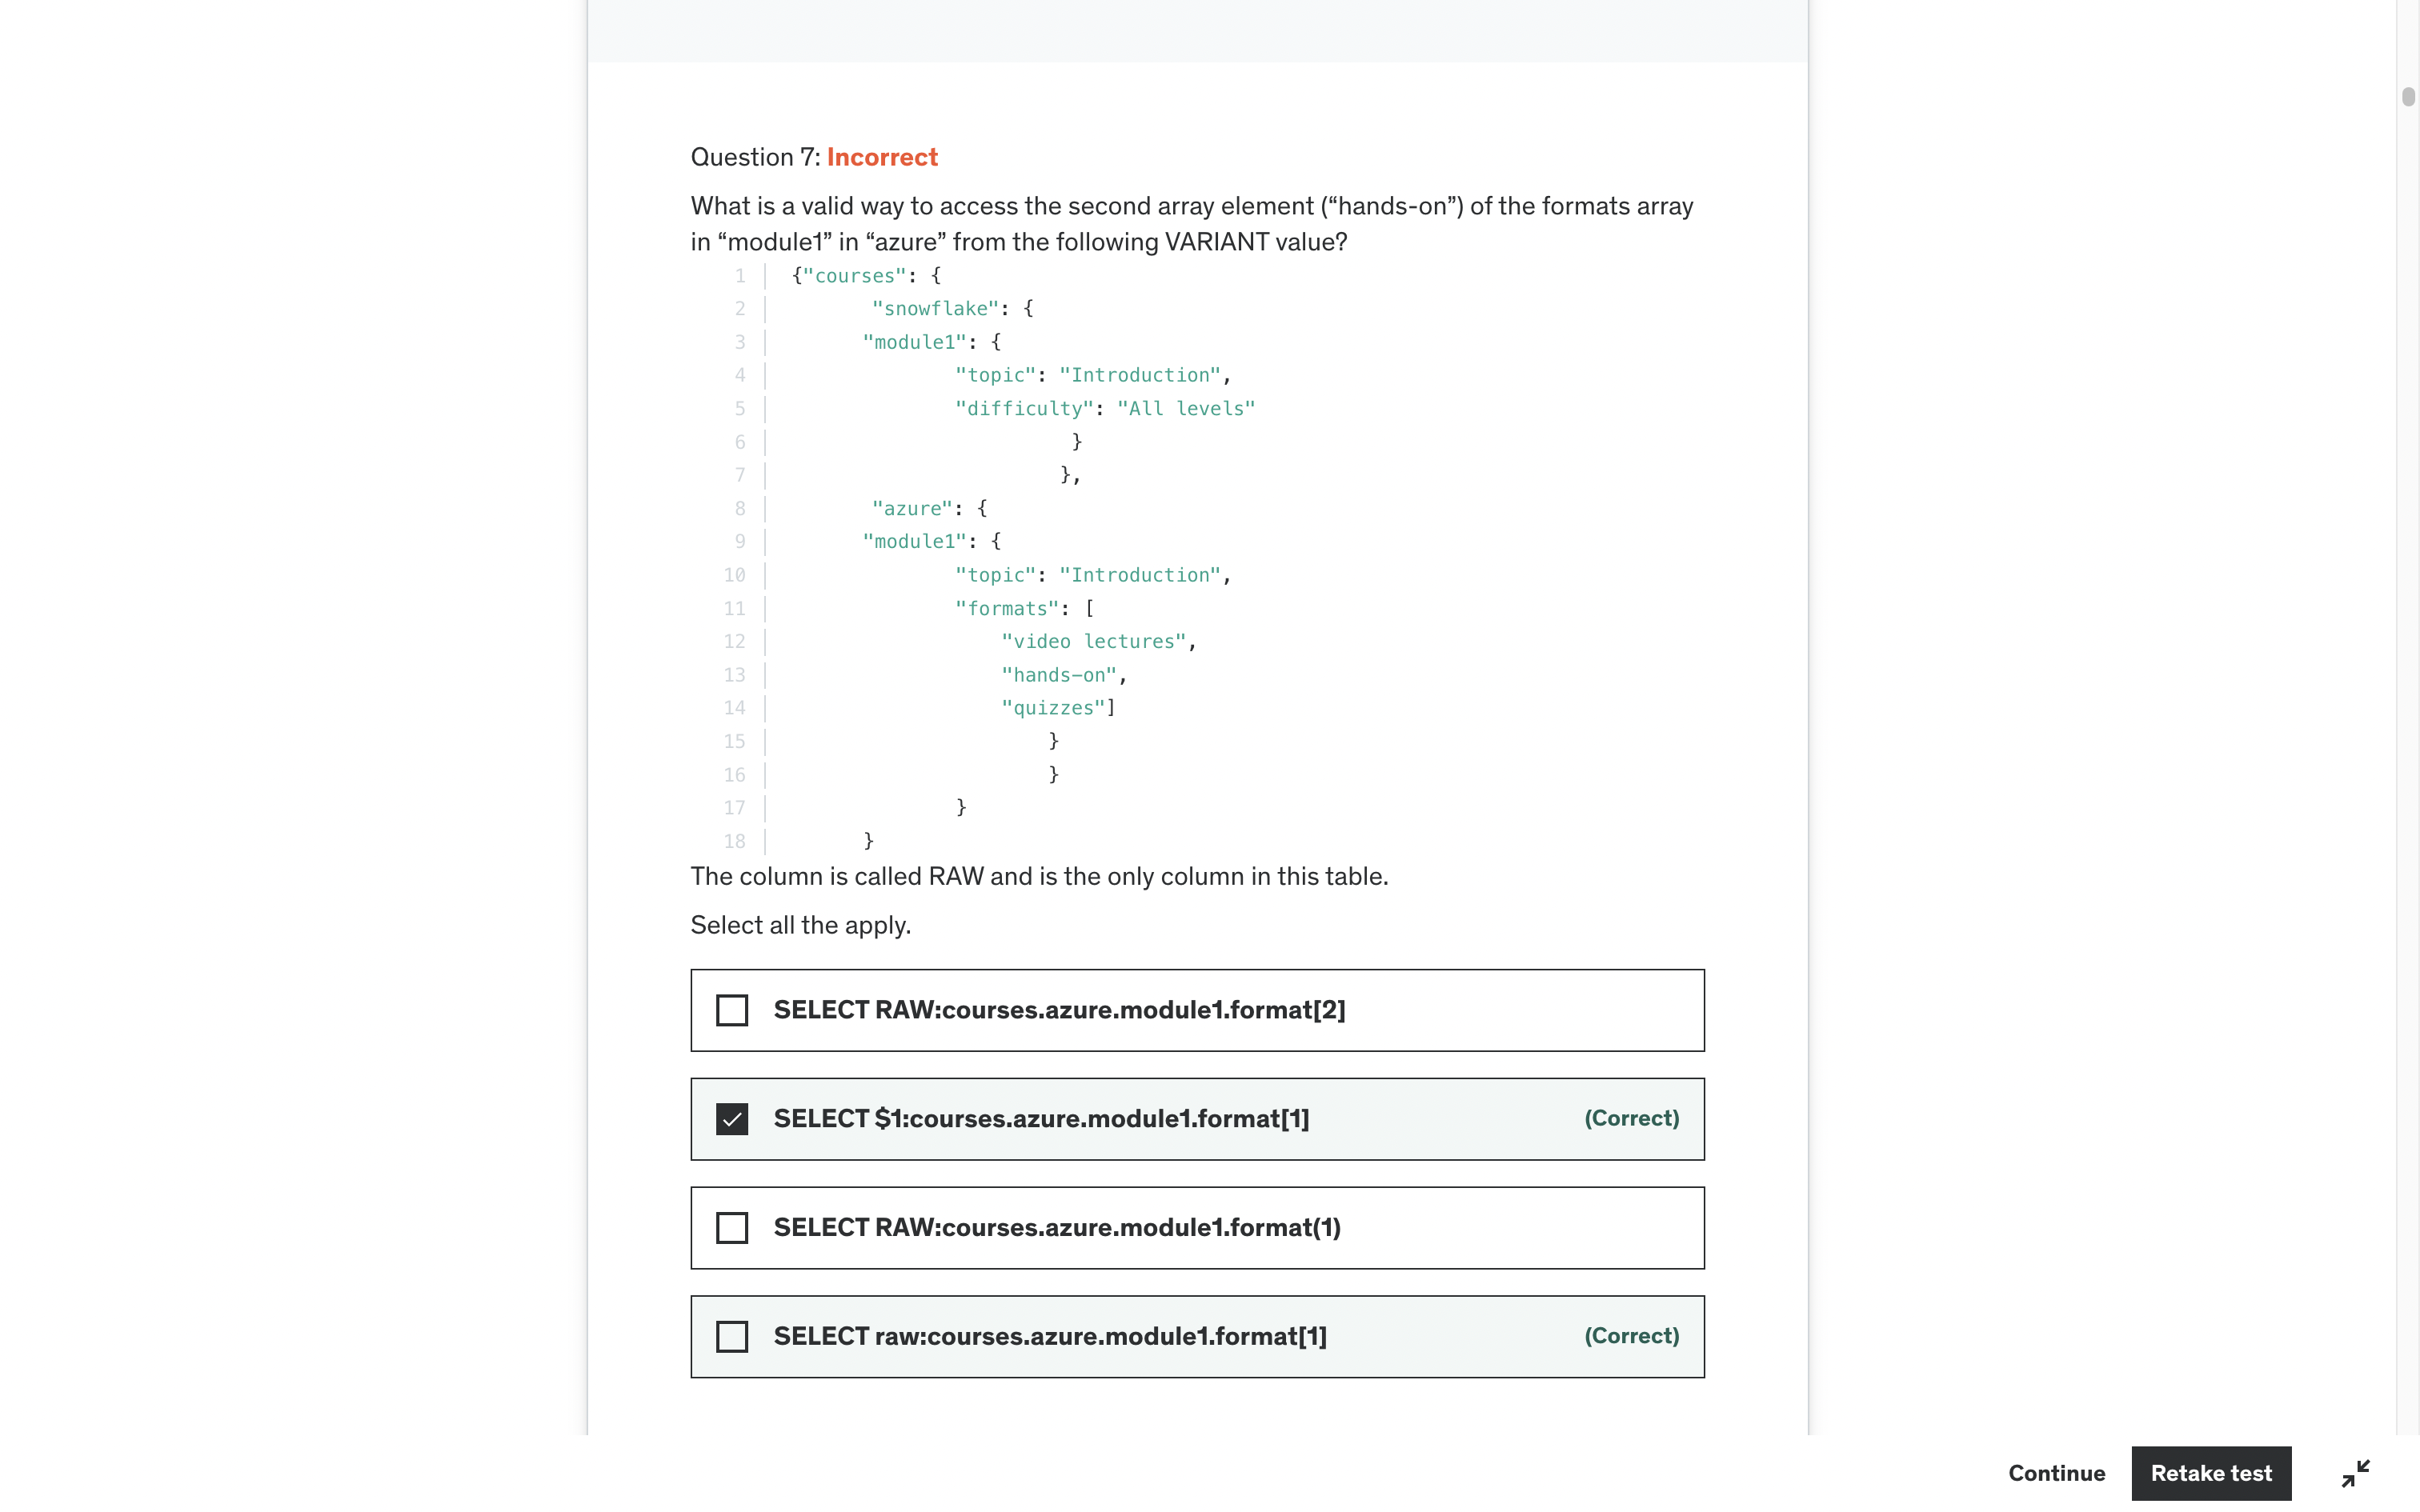 Question 7: Incorrect
What is a valid way to access the second array element (“hands-on”) of the formats array
in “module1” in “azure” from the following VARIANT value?
1 {"courses": {
2 "snowflake": {
3 "module1": {
4 "topic": "Introduction",
5 "difficulty": "All levels"
6 }
7 },
8 "azure": {
9 "module1": {
10 "topic": "Introduction",
11 "formats": [
12 "video lectures",
13 "hands-on",
14 "quizzes"]
15 }
16 }
17 }
18 }
The column is called RAW and is the only column in this table.
Select all the apply.
SELECT RAW:courses.azure.module1.format[2]
SELECT $1:courses.azure.module1.format[1] (Correct)
SELECT RAW:courses.azure.module1.format(1)
SELECT raw:courses.azure.module1.format[1] (Correct)
Continue Retake test